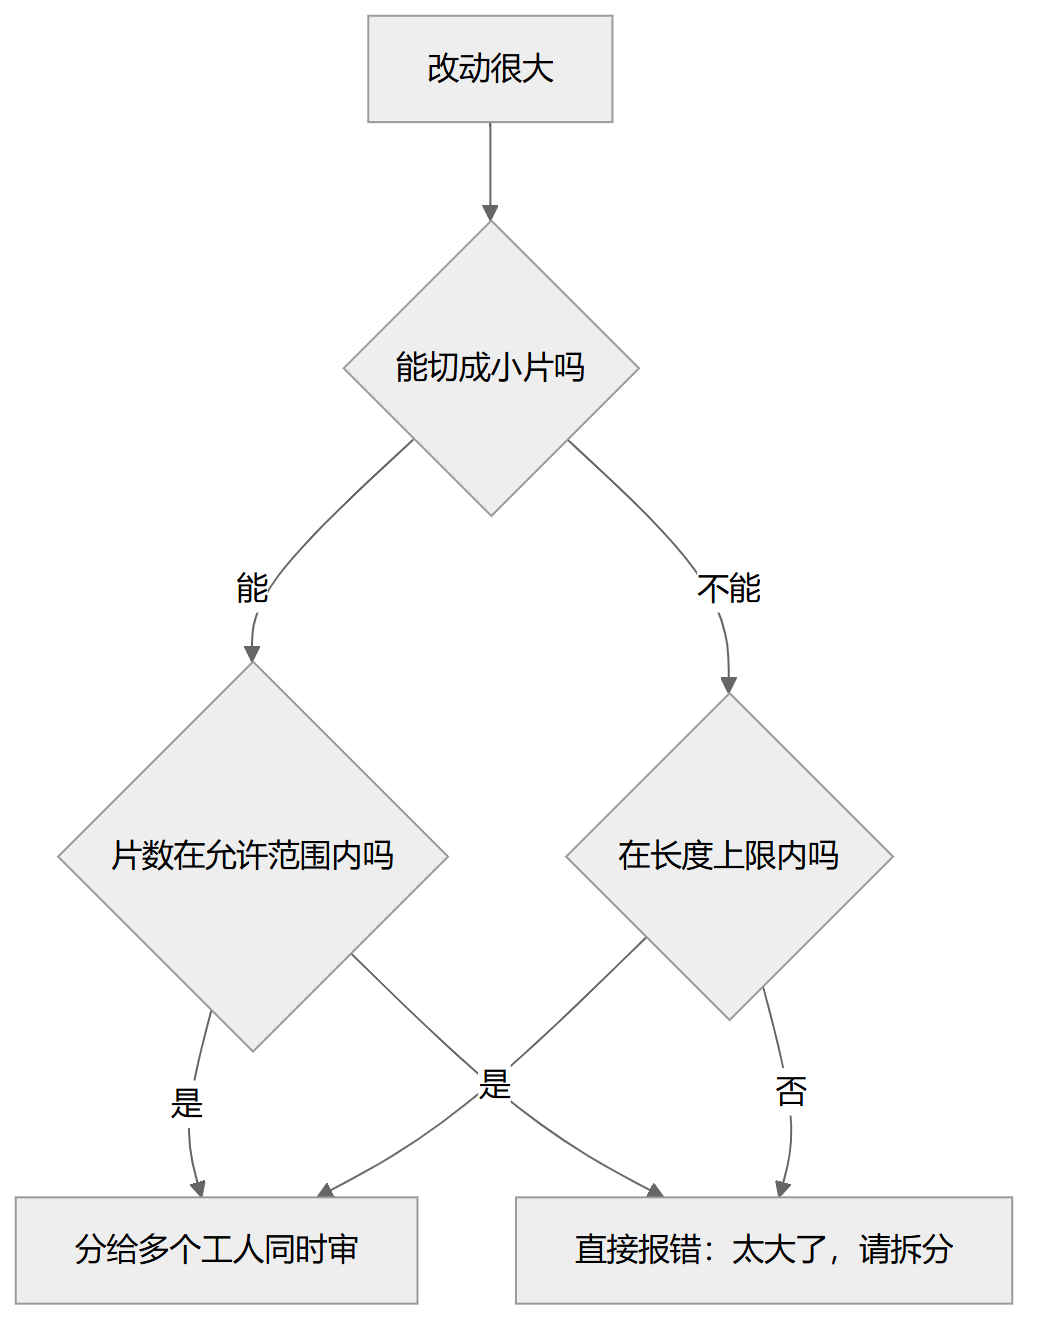 改动很大
能切成小片吗
能
不能
片数在允许范围内吗
在长度上限内吗
是
是
否
分给多个工人同时审
直接报错：太大了，请拆分